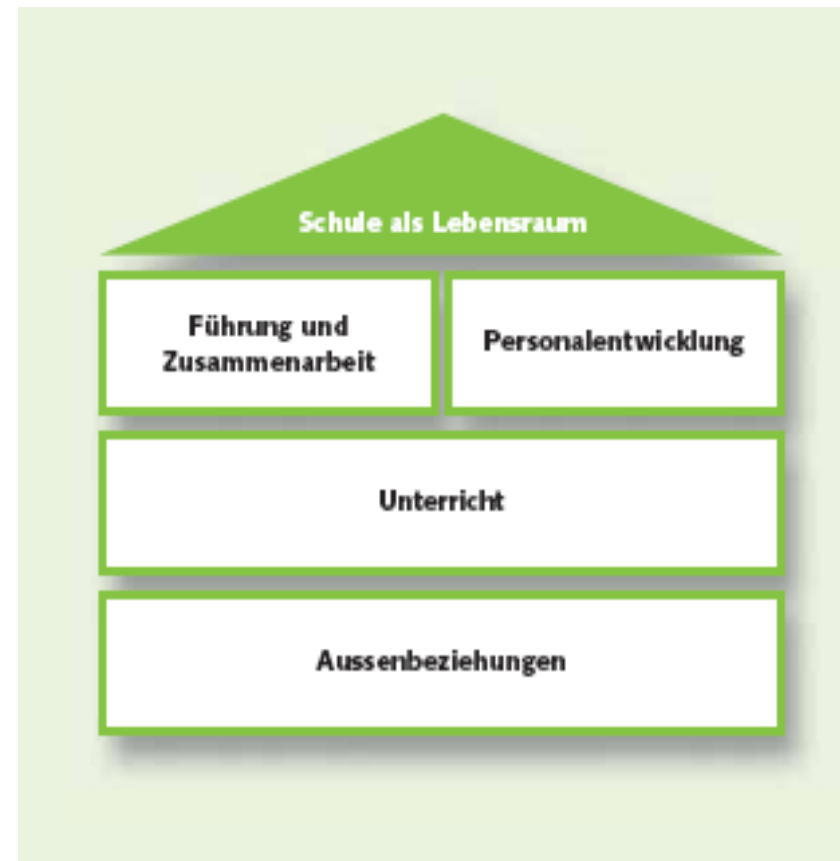 Schule als Lebensraum
Führung und
Zusammenarbeit
Personalentwicklung
Unterricht
Aussenbeziehungen